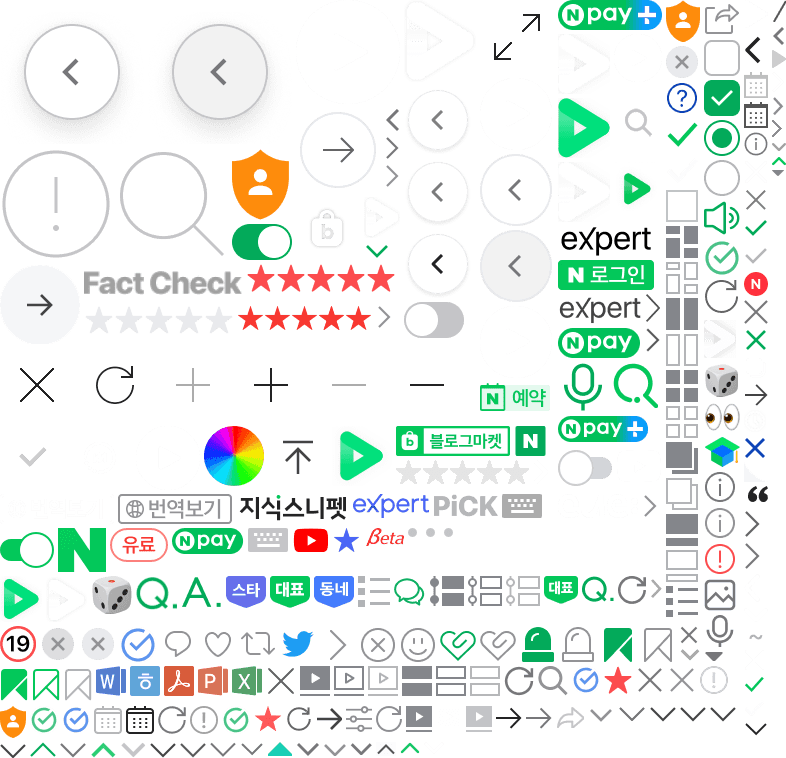 N pay +
Fact Check
expert
N 로그인
expert
N pay
N 예약
b 블로그마켓 N
N pay +
번역보기 지식스니펫 expert PiCK
N 유료 N pay βeta
Q. A. 스타 대표 동네 대표 Q.
19
W ㅎ P X
N
b